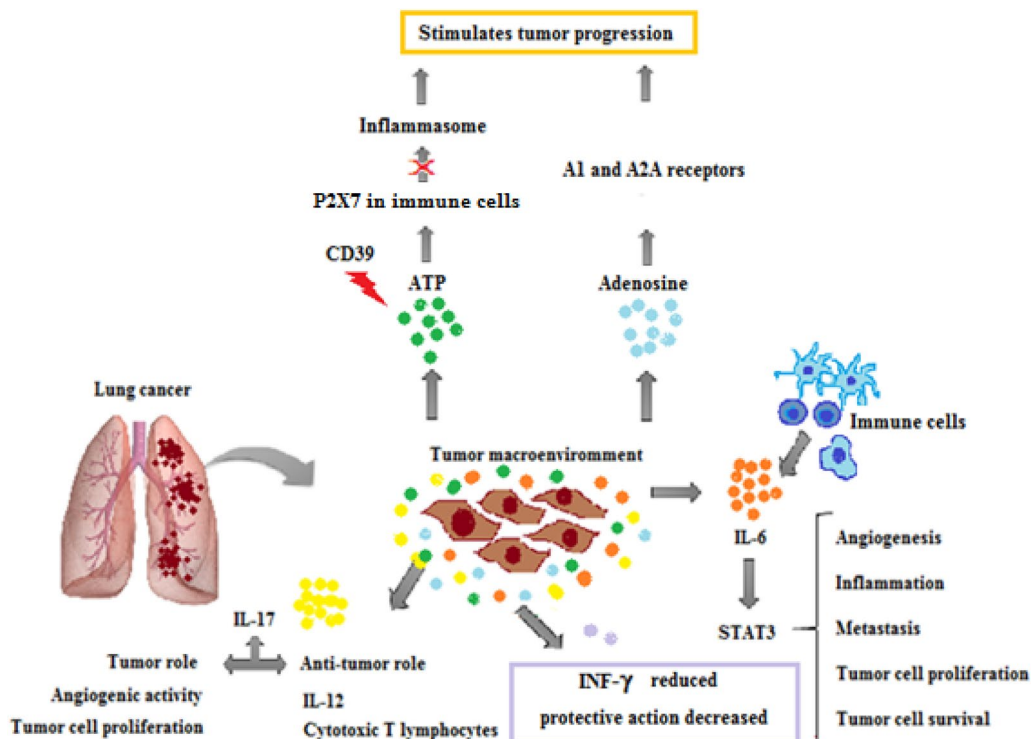 Stimulates tumor progression
Inflammasome
A1 and A2A receptors
P2X7 in immune cells
CD39
ATP
Adenosine
Lung cancer
Immune cells
Tumor macroenviromment
IL-6
Angiogenesis
Inflammation
IL-17
STAT3
Metastasis
Tumor role
Anti-tumor role
Tumor cell proliferation
INF-γ reduced
Angiogenic activity
IL-12
protective action decreased
Tumor cell survival
Tumor cell proliferation
Cytotoxic T lymphocytes